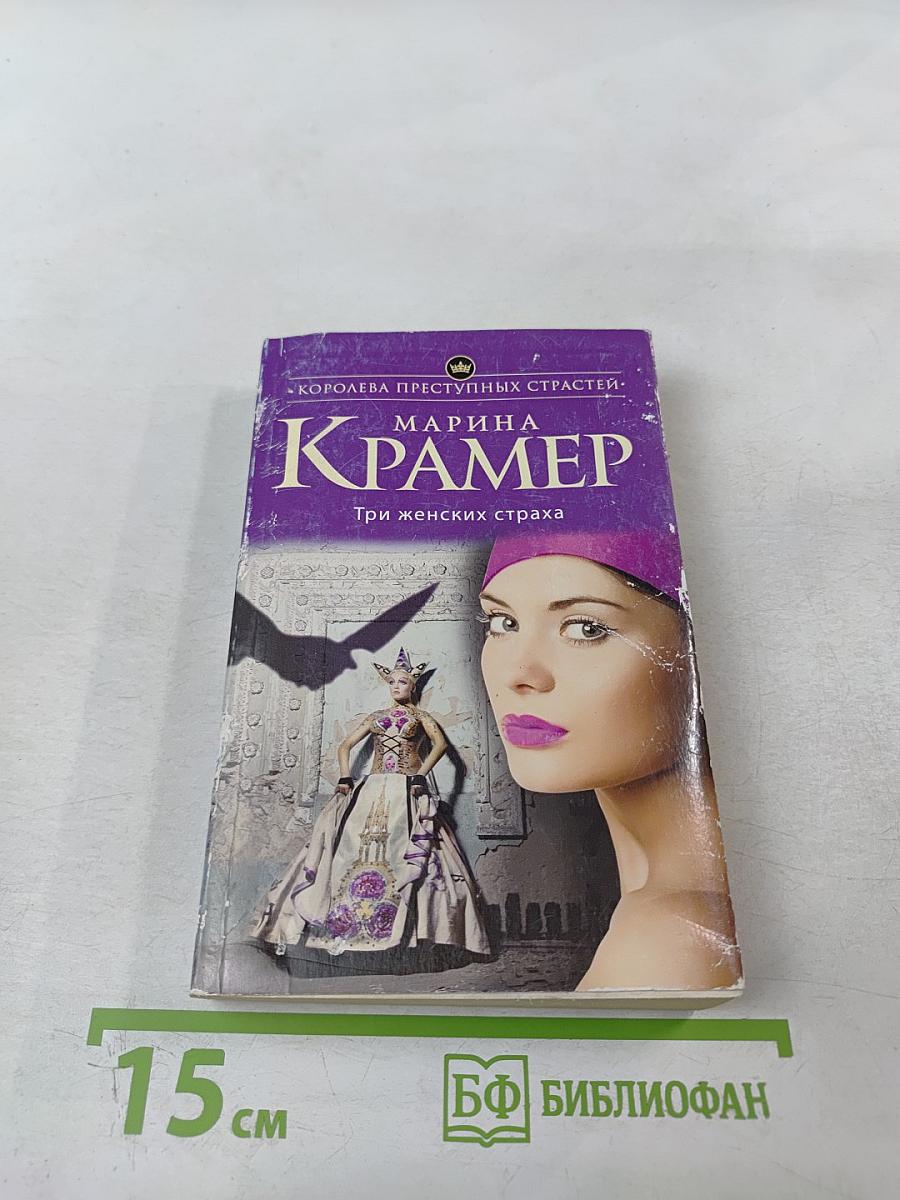 • КОРОЛЕВА ПРЕСТУПНЫХ СТРАСТЕЙ •
МАРИНА
КРАМЕР
Три женских страха
15 см
БФ БИБЛИОФАН